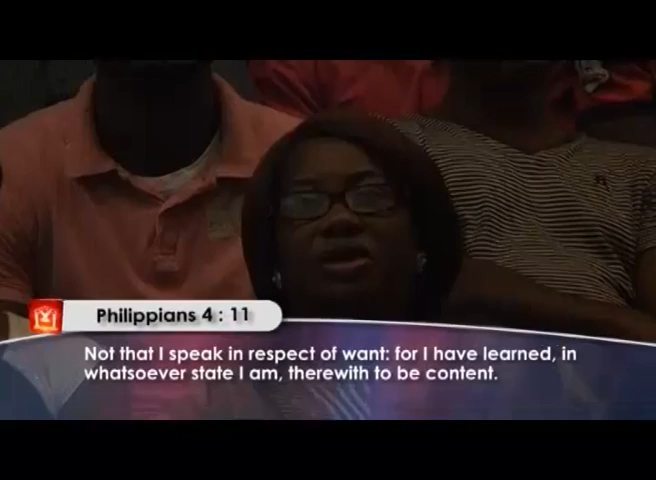 Philippians 4 : 11
Not that I speak in respect of want: for I have learned, in
whatsoever state I am, therewith to be content.